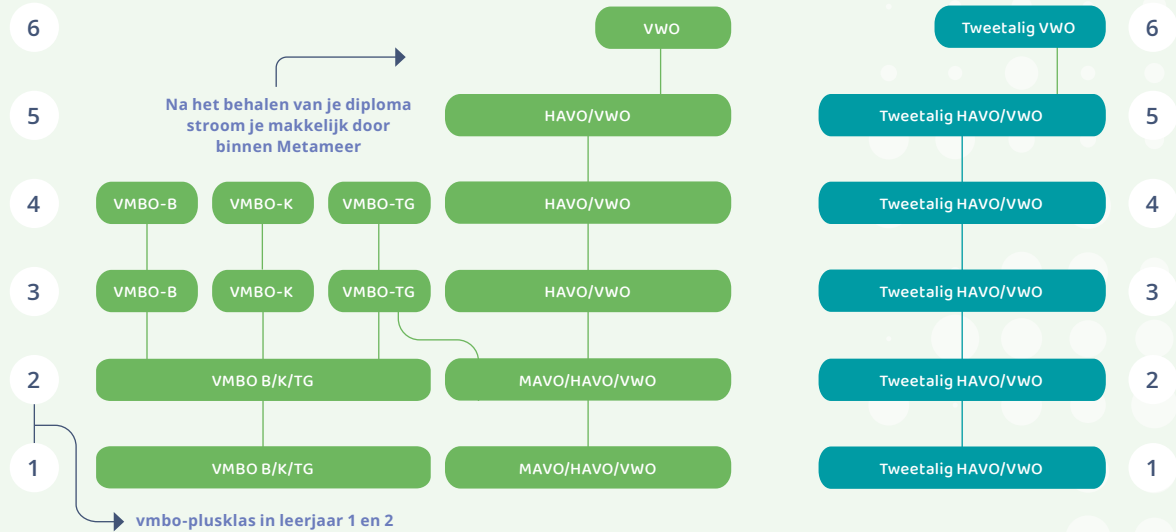 6
VWO
Tweetalig VWO
6
Na het behalen van je diploma
stroom je makkelijk door
binnen Metameer
5
HAVO/VWO
Tweetalig HAVO/VWO
5
4
VMBO-B
VMBO-K
VMBO-TG
HAVO/VWO
Tweetalig HAVO/VWO
4
3
VMBO-B
VMBO-K
VMBO-TG
HAVO/VWO
Tweetalig HAVO/VWO
3
2
VMBO B/K/TG
MAVO/HAVO/VWO
Tweetalig HAVO/VWO
2
1
VMBO B/K/TG
MAVO/HAVO/VWO
Tweetalig HAVO/VWO
1
vmbo-plusklas in leerjaar 1 en 2